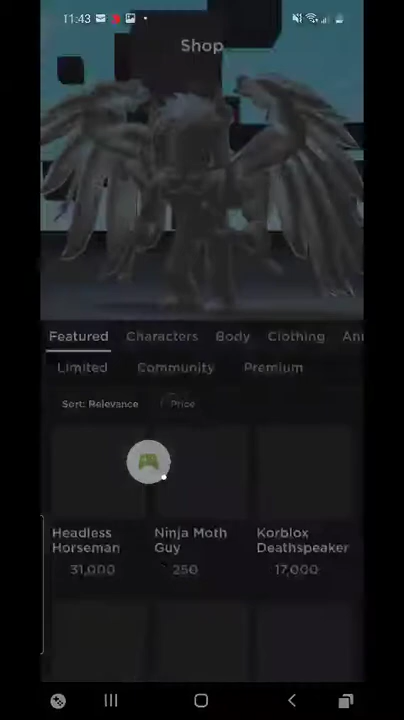 11:43
Shop
Featured Characters Body Clothing An
Limited Community Premium
Sort: Relevance Price
Headless Horseman
Ninja Moth Guy
Korblox Deathspeaker
31,000 250 17,000